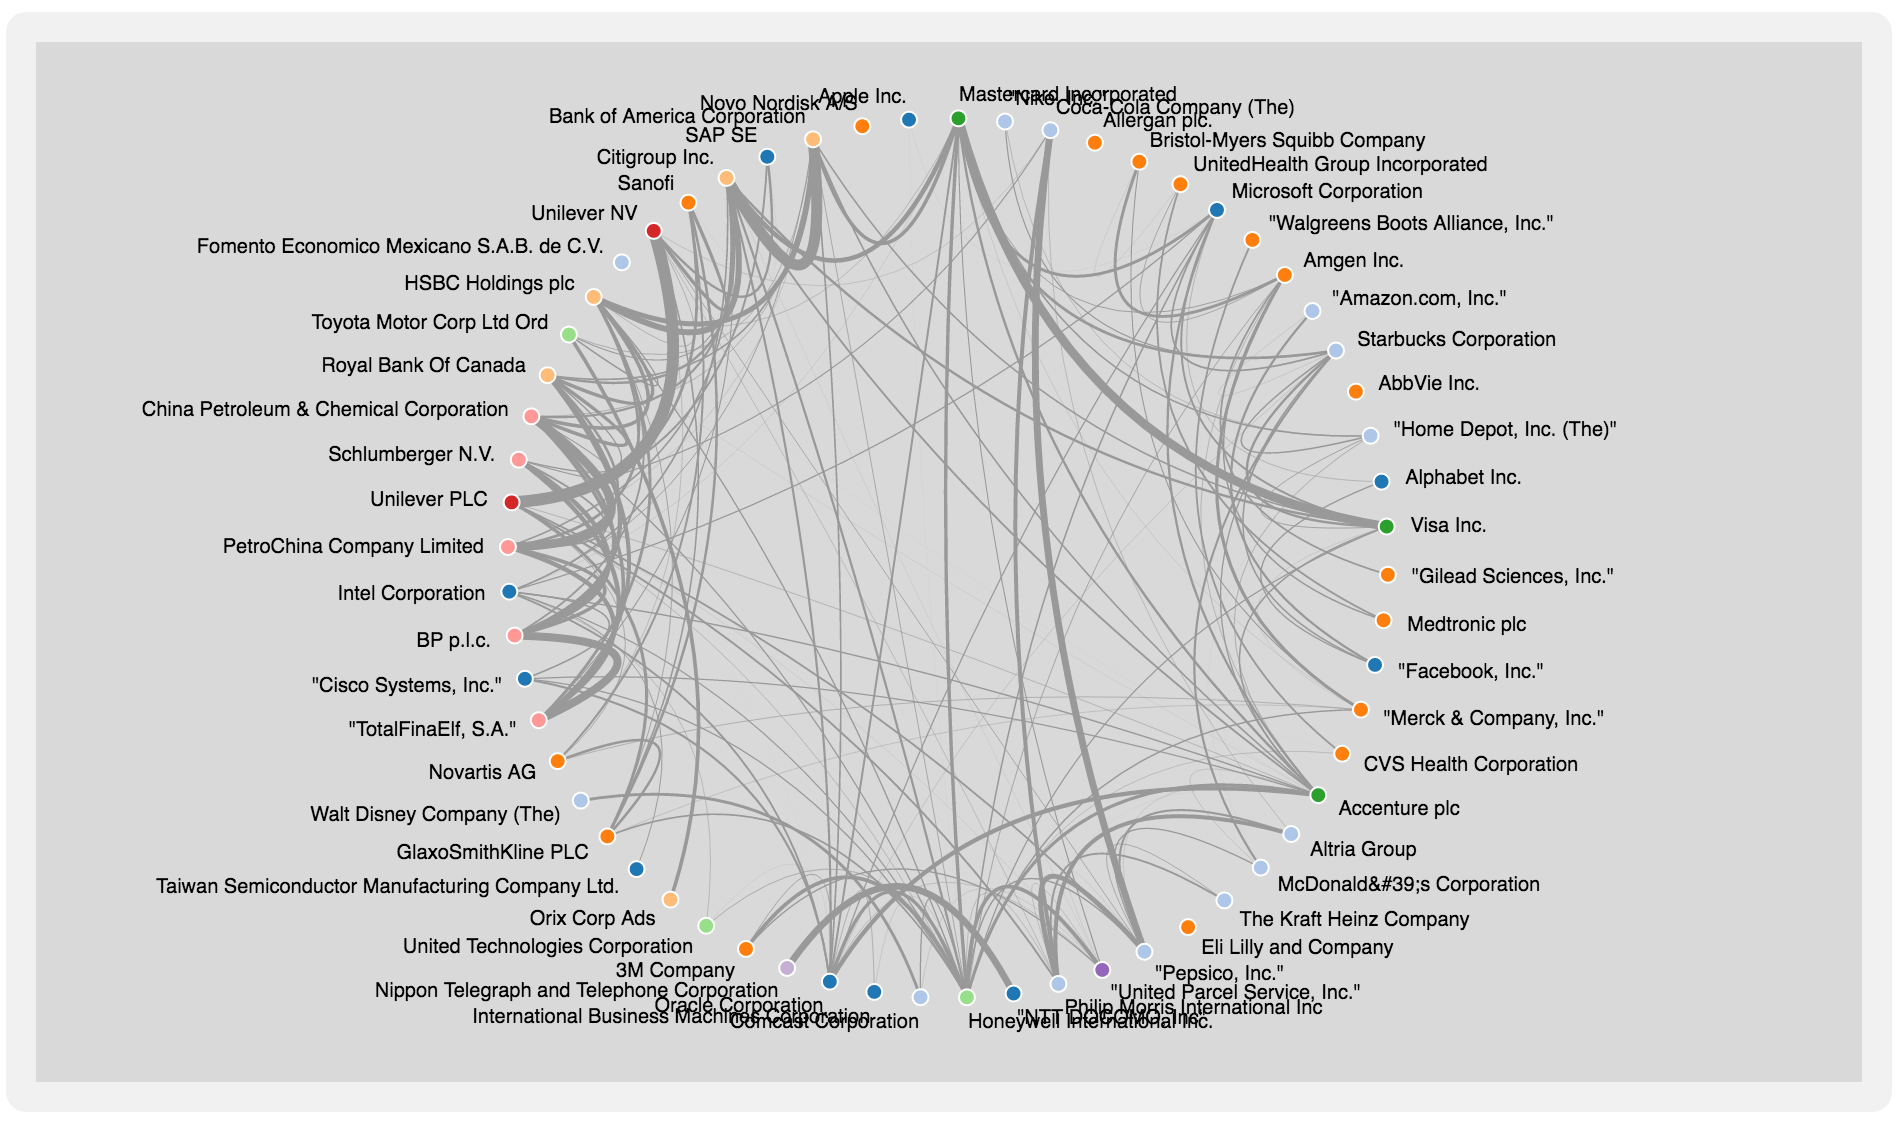 Mastercard Incorporated
"Nike, Inc."
Coca-Cola Company (The)
Allergan plc.
Bristol-Myers Squibb Company
UnitedHealth Group Incorporated
Microsoft Corporation
"Walgreens Boots Alliance, Inc."
Amgen Inc.
"Amazon.com, Inc."
Starbucks Corporation
AbbVie Inc.
"Home Depot, Inc. (The)"
Alphabet Inc.
Visa Inc.
"Gilead Sciences, Inc."
Medtronic plc
"Facebook, Inc."
"Merck & Company, Inc."
CVS Health Corporation
Accenture plc
Altria Group
McDonald&#39;s Corporation
The Kraft Heinz Company
Eli Lilly and Company
"Pepsico, Inc."
"United Parcel Service, Inc."
Philip Morris International Inc
"NTT DOCOMO, Inc"
Honeywell International Inc.
Comcast Corporation
Oracle Corporation
International Business Machines Corporation
Nippon Telegraph and Telephone Corporation
3M Company
United Technologies Corporation
Orix Corp Ads
Taiwan Semiconductor Manufacturing Company Ltd.
GlaxoSmithKline PLC
Walt Disney Company (The)
Novartis AG
"TotalFinaElf, S.A."
"Cisco Systems, Inc."
BP p.l.c.
Intel Corporation
PetroChina Company Limited
Unilever PLC
Schlumberger N.V.
China Petroleum & Chemical Corporation
Royal Bank Of Canada
Toyota Motor Corp Ltd Ord
HSBC Holdings plc
Fomento Economico Mexicano S.A.B. de C.V.
Unilever NV
Sanofi
Citigroup Inc.
SAP SE
Bank of America Corporation
Novo Nordisk A/S
Apple Inc.